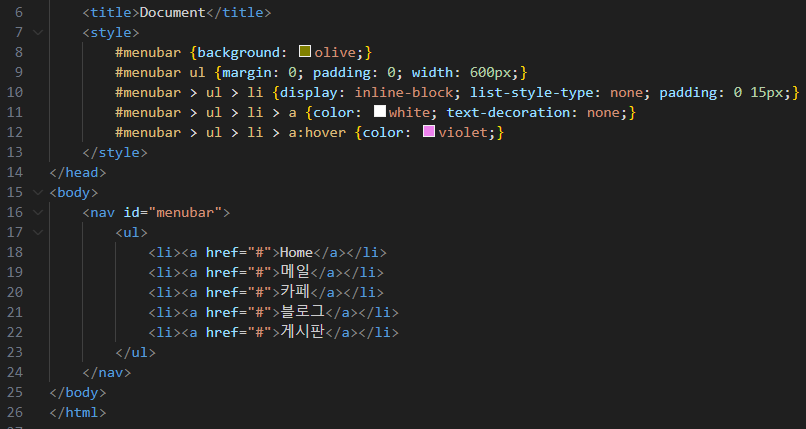 6 <title>Document</title>
7 <style>
8 #menubar {background: olive;}
9 #menubar ul {margin: 0; padding: 0; width: 600px;}
10 #menubar > ul > li {display: inline-block; list-style-type: none; padding: 0 15px;}
11 #menubar > ul > li > a {color: white; text-decoration: none;}
12 #menubar > ul > li > a:hover {color: violet;}
13 </style>
14 </head>
15 <body>
16 <nav id="menubar">
17 <ul>
18 <li><a href="#">Home</a></li>
19 <li><a href="#">메일</a></li>
20 <li><a href="#">카페</a></li>
21 <li><a href="#">블로그</a></li>
22 <li><a href="#">게시판</a></li>
23 </ul>
24 </nav>
25 </body>
26 </html>